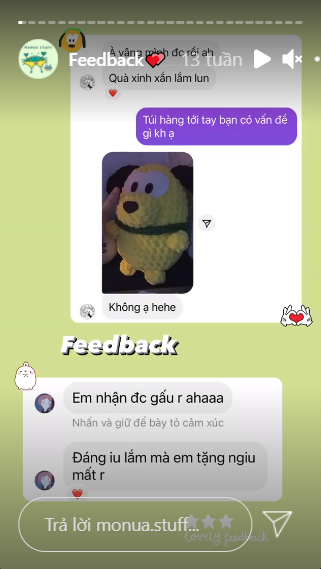 MONUA STUFF
Feedback
13 tuần
À vâng mình đc rồi ah
Quà xinh xắn lắm lun
Túi hàng tới tay bạn có vấn đề
gì kh ạ
Không ạ hehe
Feedback
Em nhận đc gấu r ahaaa
Nhấn và giữ để bày tỏ cảm xúc
Đáng iu lắm mà em tặng ngiu
mất r
Trả lời monua.stuff...
Lovely feedback